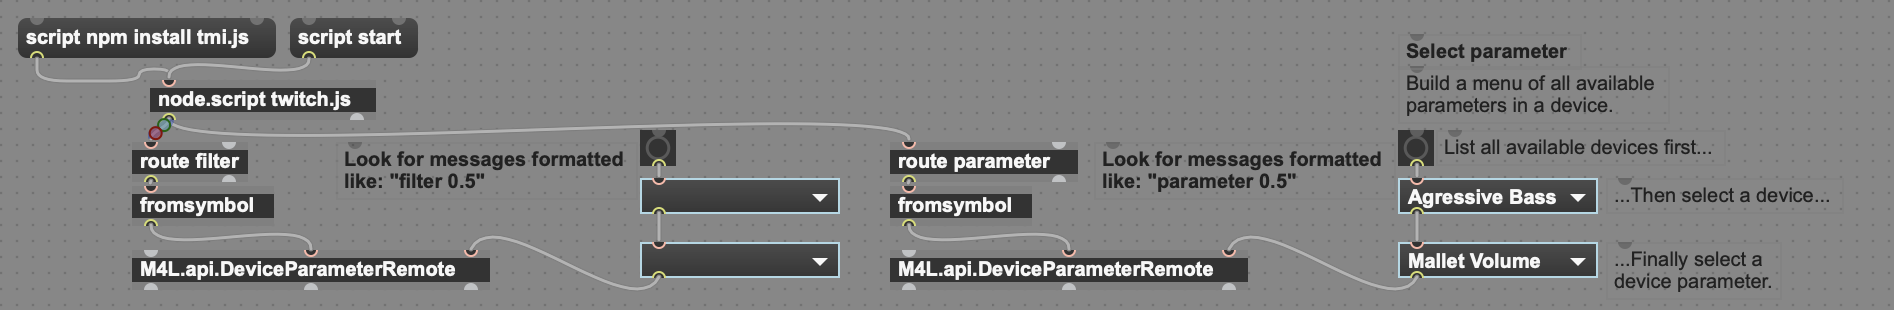 script npm install tmi.js
script start
node.script twitch.js
route filter
Look for messages formatted
like: "filter 0.5"
fromsymbol
M4L.api.DeviceParameterRemote
route parameter
Look for messages formatted
like: "parameter 0.5"
fromsymbol
M4L.api.DeviceParameterRemote
Select parameter
Build a menu of all available
parameters in a device.
List all available devices first...
Agressive Bass
...Then select a device...
Mallet Volume
...Finally select a
device parameter.